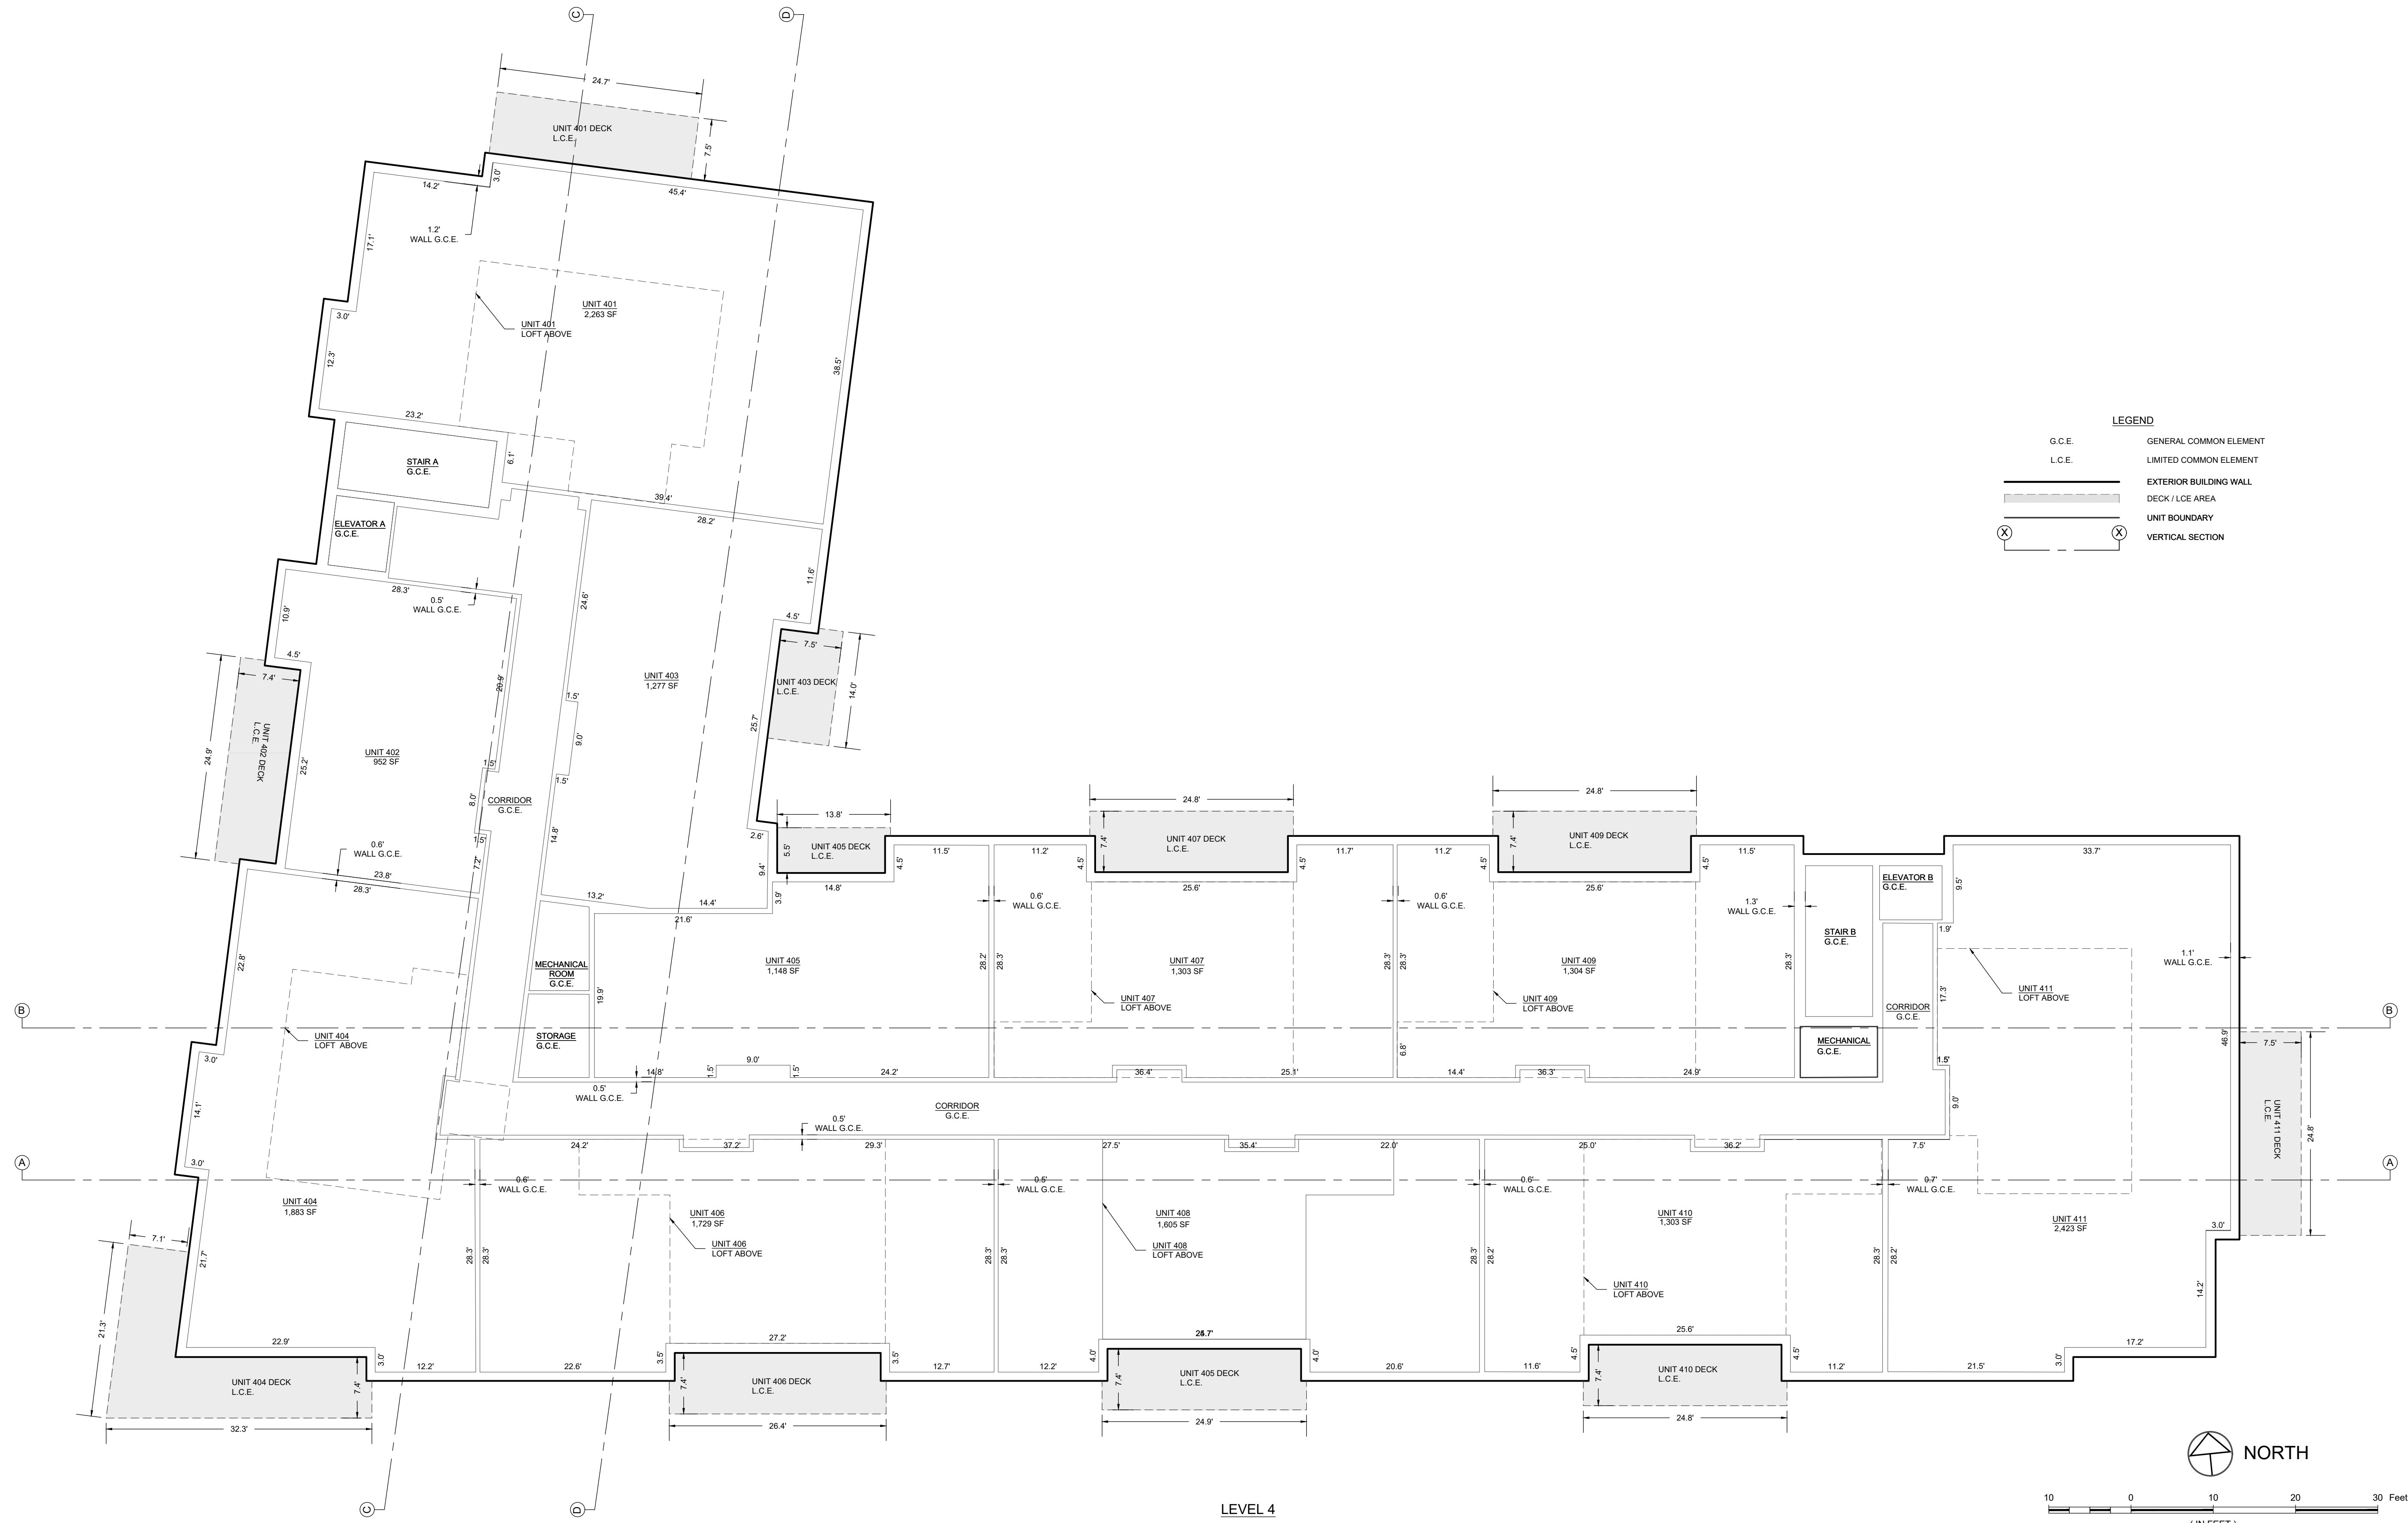 C
D
24.7'
UNIT 401 DECK
L.C.E.
7.5'
14.2'
3.0'
45.4'
1.2'
WALL G.C.E.
17.1'
UNIT 401
2,263 SF
3.0'
UNIT 401
LOFT ABOVE
12.3'
38.5'
23.2'
STAIR A
G.C.E.
6.1'
39.4'
28.2'
ELEVATOR A
G.C.E.
28.3'
0.5'
WALL G.C.E.
10.9'
24.6'
11.6'
4.5'
4.5'
7.5'
7.4'
20.9'
UNIT 403
1,277 SF
UNIT 403 DECK
L.C.E.
14.0'
1.5'
25.7'
9.0'
UNIT 402 DECK
L.C.E.
24.9'
25.2'
UNIT 402
952 SF
1.5'
1.5'
8.0'
CORRIDOR
G.C.E.
1.5'
14.8'
7.2'
0.6'
WALL G.C.E.
23.8'
28.3'
13.2'
14.4'
2.6'
9.4'
21.6'
3.9'
LEGEND
G.C.E. GENERAL COMMON ELEMENT
L.C.E. LIMITED COMMON ELEMENT
EXTERIOR BUILDING WALL
DECK / LCE AREA
UNIT BOUNDARY
X X VERTICAL SECTION
13.8'
5.5'
UNIT 405 DECK
L.C.E.
4.5'
14.8'
11.5'
11.2'
4.5'
24.8'
7.4'
UNIT 407 DECK
L.C.E.
4.5'
25.6'
11.7'
11.2'
4.5'
24.8'
7.4'
UNIT 409 DECK
L.C.E.
4.5'
25.6'
11.5'
33.7'
ELEVATOR B
G.C.E.
9.5'
0.6'
WALL G.C.E.
0.6'
WALL G.C.E.
1.3'
WALL G.C.E.
STAIR B
G.C.E.
1.9'
1.1'
WALL G.C.E.
22.8'
MECHANICAL
ROOM
G.C.E.
19.9'
UNIT 405
1,148 SF
28.2'
28.3'
UNIT 407
1,303 SF
28.3'
28.3'
UNIT 409
1,304 SF
28.3'
UNIT 407
LOFT ABOVE
UNIT 409
LOFT ABOVE
UNIT 411
LOFT ABOVE
17.3'
CORRIDOR
G.C.E.
B
B
UNIT 404
LOFT ABOVE
STORAGE
G.C.E.
MECHANICAL
G.C.E.
46.9'
7.5'
3.0'
6.8'
1.5'
14.8'
1.5'
9.0'
1.5'
24.2'
36.4'
25.1'
14.4'
36.3'
24.9'
0.5'
WALL G.C.E.
9.0'
14.1'
CORRIDOR
G.C.E.
0.5'
WALL G.C.E.
UNIT 411 DECK
L.C.E.
24.8'
24.2'
37.2'
29.3'
27.5'
35.4'
22.0'
25.0'
36.2'
7.5'
A
A
3.0'
0.6'
WALL G.C.E.
0.5'
WALL G.C.E.
0.6'
WALL G.C.E.
0.7'
WALL G.C.E.
UNIT 404
1,883 SF
UNIT 406
1,729 SF
UNIT 408
1,605 SF
UNIT 410
1,303 SF
UNIT 411
2,423 SF
3.0'
7.1'
21.7'
28.3'
28.3'
UNIT 406
LOFT ABOVE
28.3'
28.3'
UNIT 408
LOFT ABOVE
28.3'
28.2'
UNIT 410
LOFT ABOVE
28.3'
28.2'
14.2'
21.3'
22.9'
3.0'
12.2'
22.6'
3.5'
27.2'
3.5'
12.7'
12.2'
4.0'
4.0'
20.6'
11.6'
4.5'
25.6'
4.5'
11.2'
21.5'
3.0'
17.2'
UNIT 404 DECK
L.C.E.
7.4'
7.4'
UNIT 406 DECK
L.C.E.
7.4'
UNIT 405 DECK
L.C.E.
7.4'
UNIT 410 DECK
L.C.E.
32.3'
26.4'
24.9'
24.8'
NORTH
C
D
LEVEL 4
10 0 10 20 30 Feet
( IN FEET )